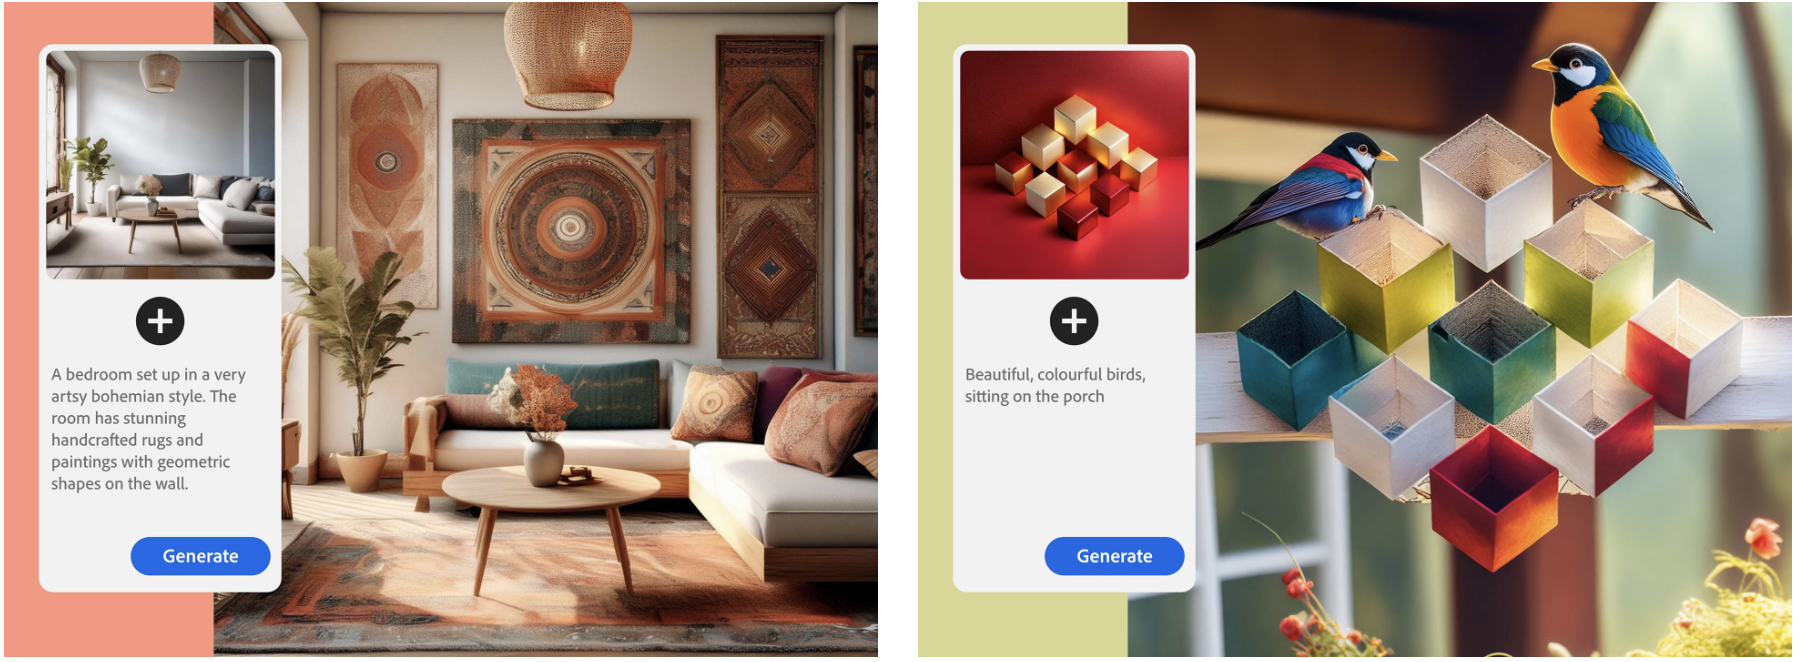 A bedroom set up in a very
artsy bohemian style. The
room has stunning
handcrafted rugs and
paintings with geometric
shapes on the wall.
Generate
Beautiful, colourful birds,
sitting on the porch
Generate